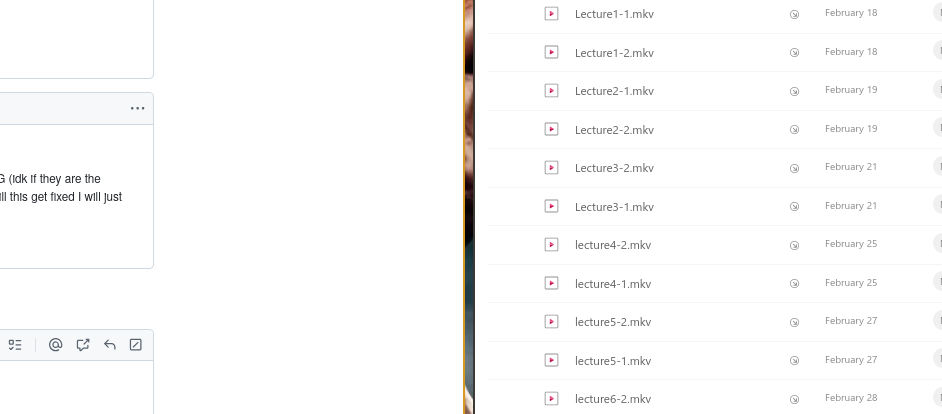 G (idk if they are the
ill this get fixed I will just
Lecture1-1.mkv February 18
Lecture1-2.mkv February 18
Lecture2-1.mkv February 19
Lecture2-2.mkv February 19
Lecture3-2.mkv February 21
Lecture3-1.mkv February 21
lecture4-2.mkv February 25
lecture4-1.mkv February 25
lecture5-2.mkv February 27
lecture5-1.mkv February 27
lecture6-2.mkv February 28